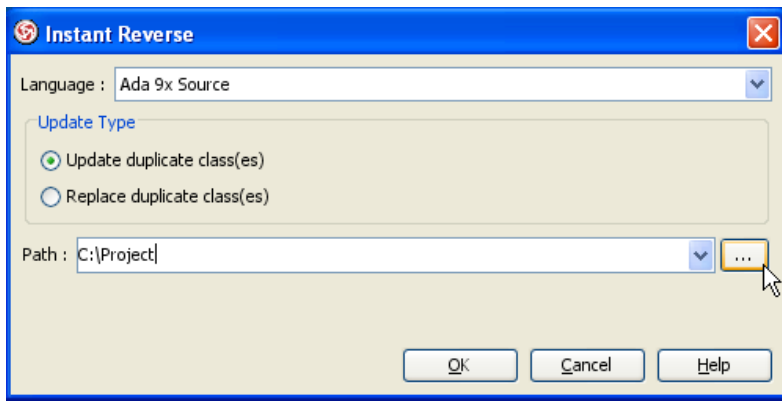 Instant Reverse
Language : Ada 9x Source
Update Type
Update duplicate class(es)
Replace duplicate class(es)
Path : C:\Project ...
OK Cancel Help